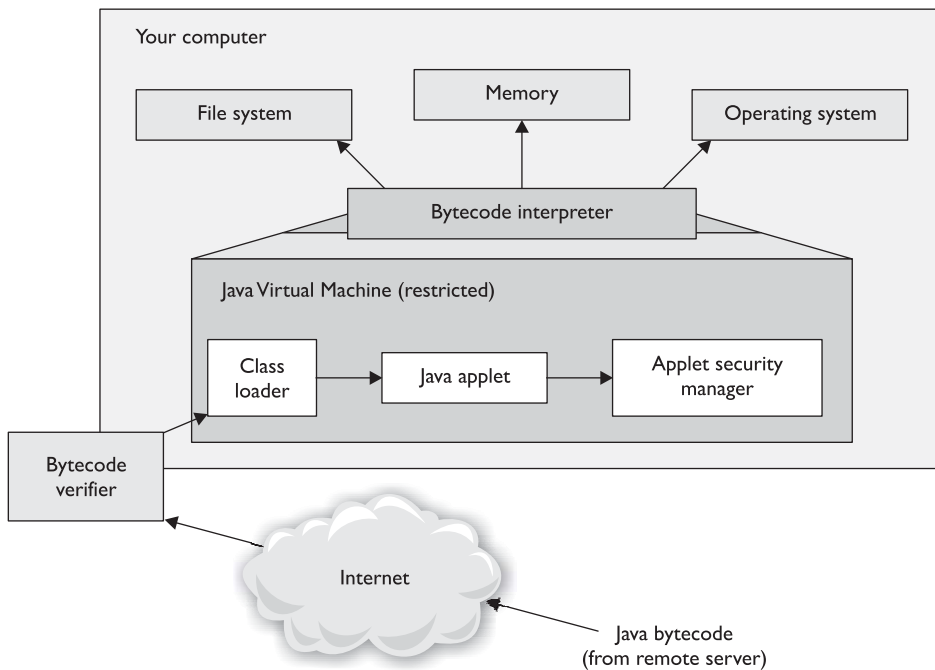 Your computer
File system
Memory
Operating system
Bytecode interpreter
Java Virtual Machine (restricted)
Class
loader
Java applet
Applet security
manager
Bytecode
verifier
Internet
Java bytecode
(from remote server)